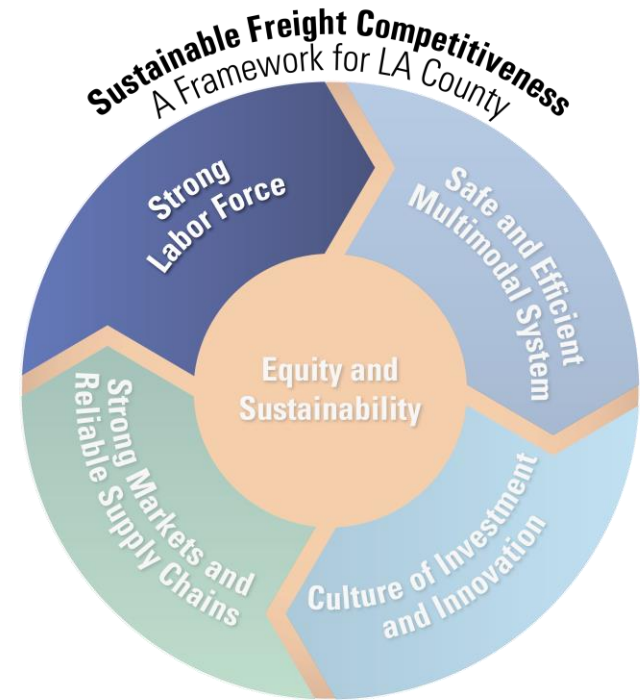 Sustainable Freight Competitiveness
A Framework for LA County
Strong
Labor Force
Safe and Efficient
Multimodal System
Equity and
Sustainability
Strong Markets and
Reliable Supply Chains
Culture of Investment
and Innovation